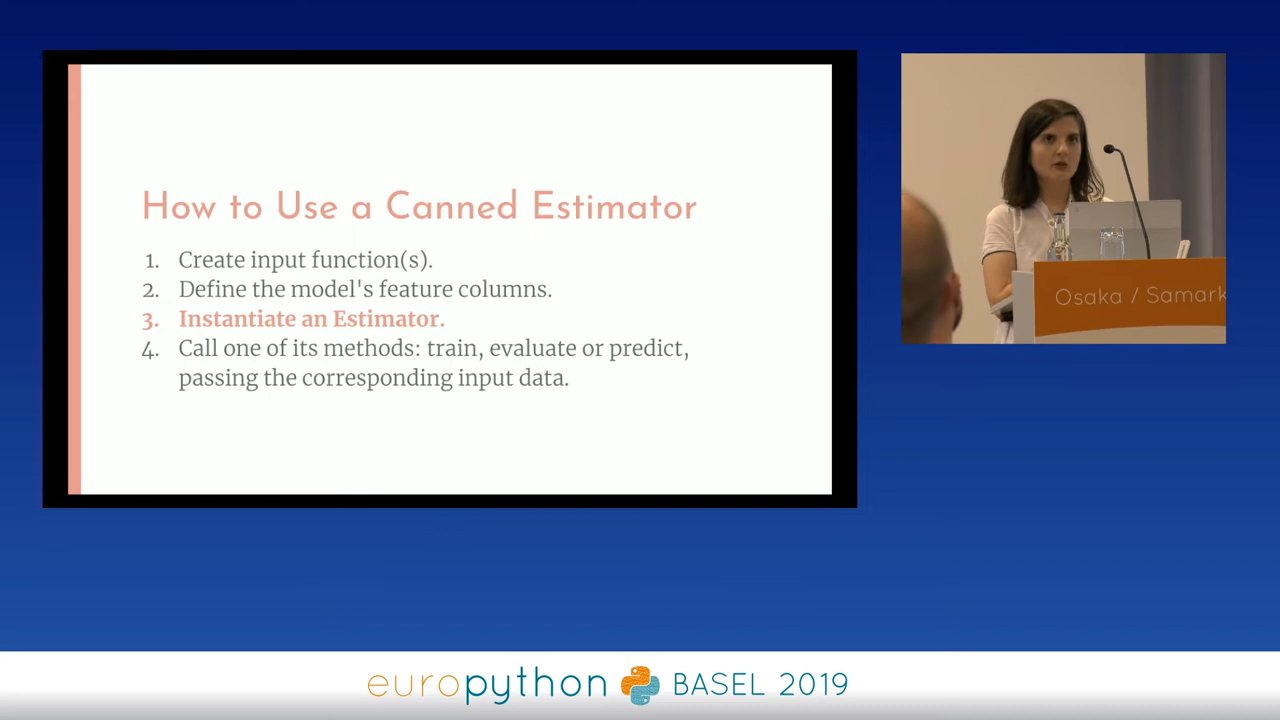 How to Use a Canned Estimator
1. Create input function(s).
2. Define the model's feature columns.
3. Instantiate an Estimator.
4. Call one of its methods: train, evaluate or predict,
passing the corresponding input data.
Osaka / Samark
europython BASEL 2019